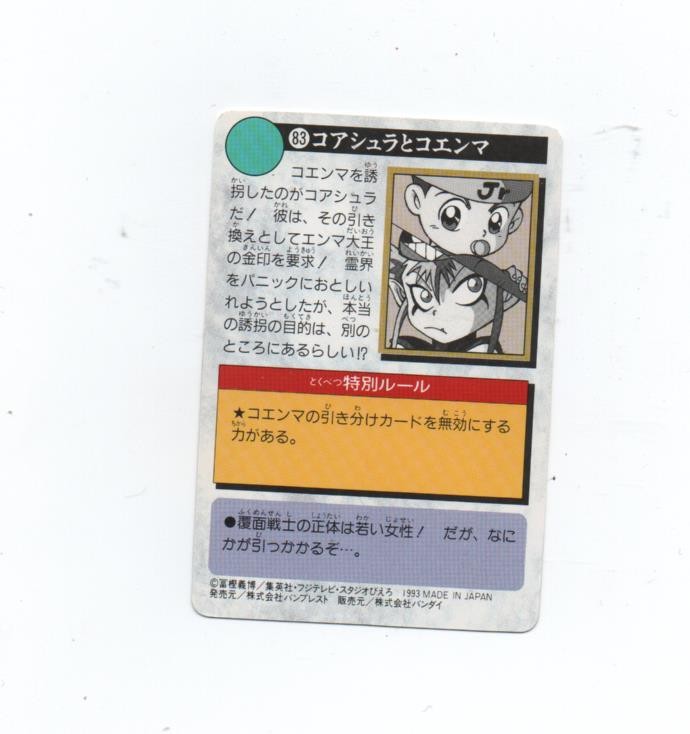 83 コアシュラとコエンマ
コエンマを誘
拐したのがコアシュラ
だ！ 彼は、その引き
換えとしてエンマ大王
の金印を要求！ 霊界
をパニックにおとしい
れようとしたが、本当
の誘拐の目的は、別の
ところにあるらしい!?
Jr
とくべつ特別ルール
★コエンマの引き分けカードを無効にする
力がある。
●覆面戦士の正体は若い女性！ だが、なに
かが引っかかるぞ…。
©冨樫義博／集英社・フジテレビ・スタジオぴえろ 1993 MADE IN JAPAN
発売元／株式会社バンプレスト 販売元／株式会社バンダイ